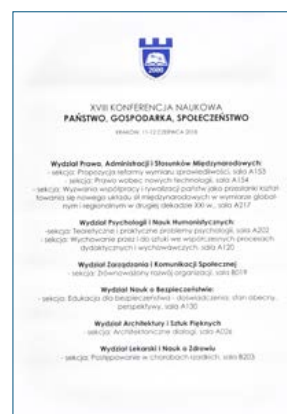 2000
XVIII KONFERENCJA NAUKOWA
PAŃSTWO, GOSPODARKA, SPOŁECZEŃSTWO
KRAKÓW, 11-12 CZERWCA 2018
Wydział Prawa, Administracji i Stosunków Międzynarodowych:
- sekcja: Propozycja reformy wymiaru sprawiedliwości, sala A153
- sekcja: Prawo wobec nowych technologii, sala A154
- sekcja: Wyzwania współpracy i rywalizacji państw jako przesłanki kształ-
towania się nowego układu sił międzynarodowych w wymiarze global-
nym i regionalnym w drugiej dekadzie XXI w., sala A217
Wydział Psychologii i Nauk Humanistycznych:
- sekcja: Teoretyczne i praktyczne problemy psychologii, sala A202
- sekcja: Wychowanie przez i do sztuki we współczesnych procesach
dydaktycznych i wychowawczych, sala A120
Wydział Zarządzania i Komunikacji Społecznej
- sekcja: Zrównoważony rozwój organizacji, sala B019
Wydział Nauk o Bezpieczeństwie:
- sekcja: Edukacja dla bezpieczeństwa - doświadczenia, stan obecny,
perspektywy, sala A130
Wydział Architektury i Sztuk Pięknych
- sekcja: Architektoniczne dialogi, sala A026
Wydział Lekarski i Nauk o Zdrowiu
- sekcja: Postępowanie w chorobach rzadkich, sala B203